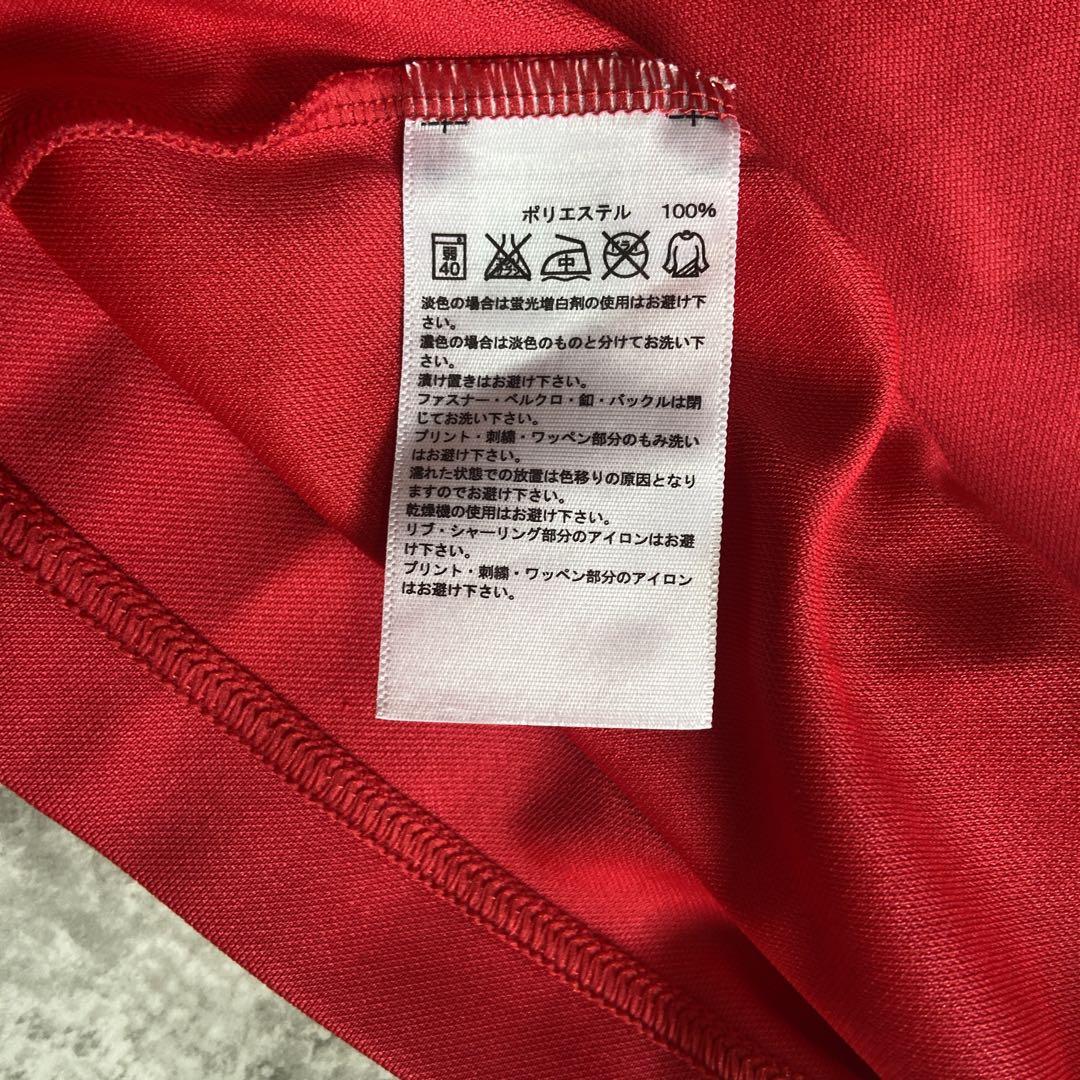 ポリエステル 100%
弱
40
中
淡色の場合は蛍光増白剤の使用はお避け下
さい。
濃色の場合は淡色のものと分けてお洗い下
さい。
漬け置きはお避け下さい。
ファスナー・ベルクロ・釦・バックルは閉
じてお洗い下さい。
プリント・刺繍・ワッペン部分のもみ洗い
はお避け下さい。
濡れた状態での放置は色移りの原因となり
ますのでお避け下さい。
乾燥機の使用はお避け下さい。
リブ・シャーリング部分のアイロンはお避
け下さい。
プリント・刺繍・ワッペン部分のアイロン
はお避け下さい。